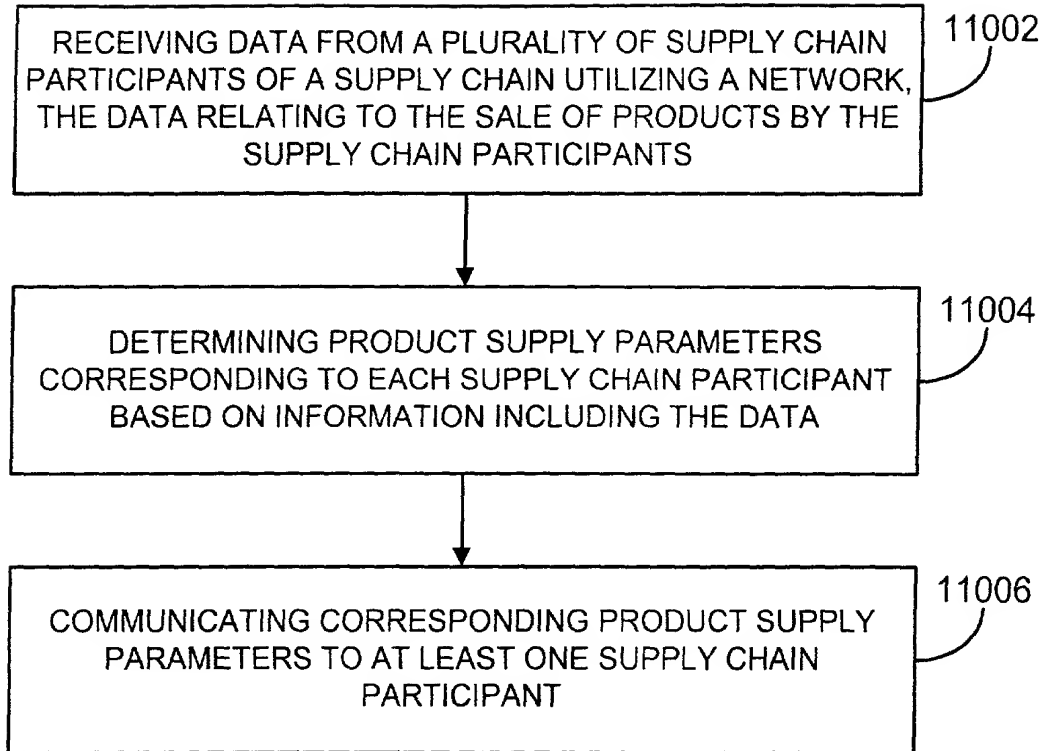 RECEIVING DATA FROM A PLURALITY OF SUPPLY CHAIN
PARTICIPANTS OF A SUPPLY CHAIN UTILIZING A NETWORK,
THE DATA RELATING TO THE SALE OF PRODUCTS BY THE
SUPPLY CHAIN PARTICIPANTS
11002
DETERMINING PRODUCT SUPPLY PARAMETERS
CORRESPONDING TO EACH SUPPLY CHAIN PARTICIPANT
BASED ON INFORMATION INCLUDING THE DATA
11004
COMMUNICATING CORRESPONDING PRODUCT SUPPLY
PARAMETERS TO AT LEAST ONE SUPPLY CHAIN
PARTICIPANT
11006